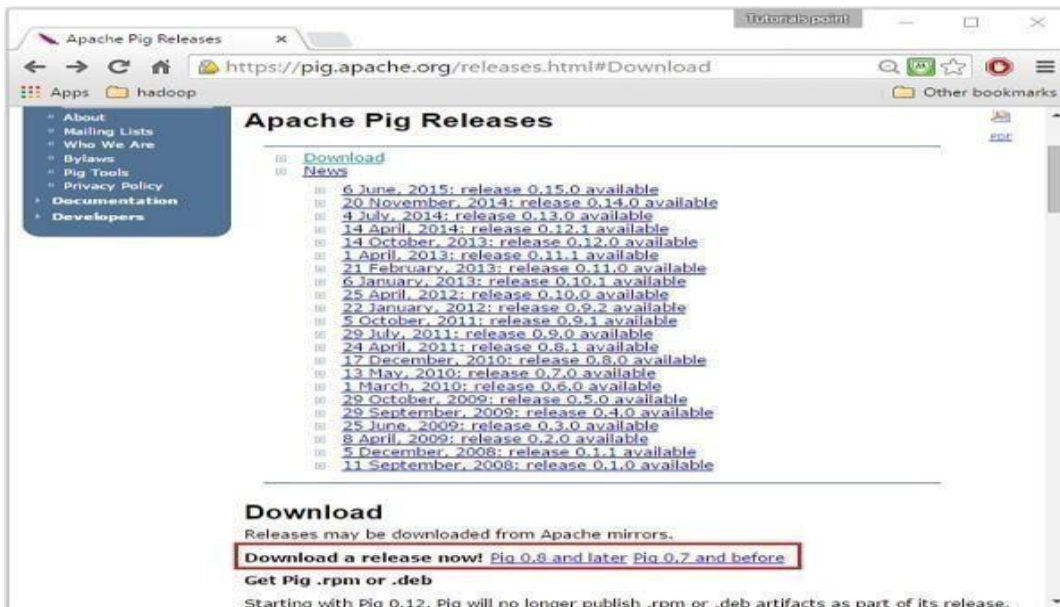 Tutorialspoint
Apache Pig Releases
https://pig.apache.org/releases.html#Download
Apps hadoop Other bookmarks
About
Mailing Lists
Who We Are
Bylaws
Pig Tools
Privacy Policy
Documentation
Developers
PDF
Apache Pig Releases
Download
News
6 June, 2015: release 0.15.0 available
20 November, 2014: release 0.14.0 available
4 July, 2014: release 0.13.0 available
14 April, 2014: release 0.12.1 available
14 October, 2013: release 0.12.0 available
1 April, 2013: release 0.11.1 available
21 February, 2013: release 0.11.0 available
6 January, 2013: release 0.10.1 available
25 April, 2012: release 0.10.0 available
22 January, 2012: release 0.9.2 available
5 October, 2011: release 0.9.1 available
29 July, 2011: release 0.9.0 available
24 April, 2011: release 0.8.1 available
17 December, 2010: release 0.8.0 available
13 May, 2010: release 0.7.0 available
1 March, 2010: release 0.6.0 available
29 October, 2009: release 0.5.0 available
29 September, 2009: release 0.4.0 available
25 June, 2009: release 0.3.0 available
8 April, 2009: release 0.2.0 available
5 December, 2008: release 0.1.1 available
11 September, 2008: release 0.1.0 available
Download
Releases may be downloaded from Apache mirrors.
Download a release now! Pig 0.8 and later Pig 0.7 and before
Get Pig .rpm or .deb
Starting with Pig 0.12, Pig will no longer publish .rpm or .deb artifacts as part of its release.